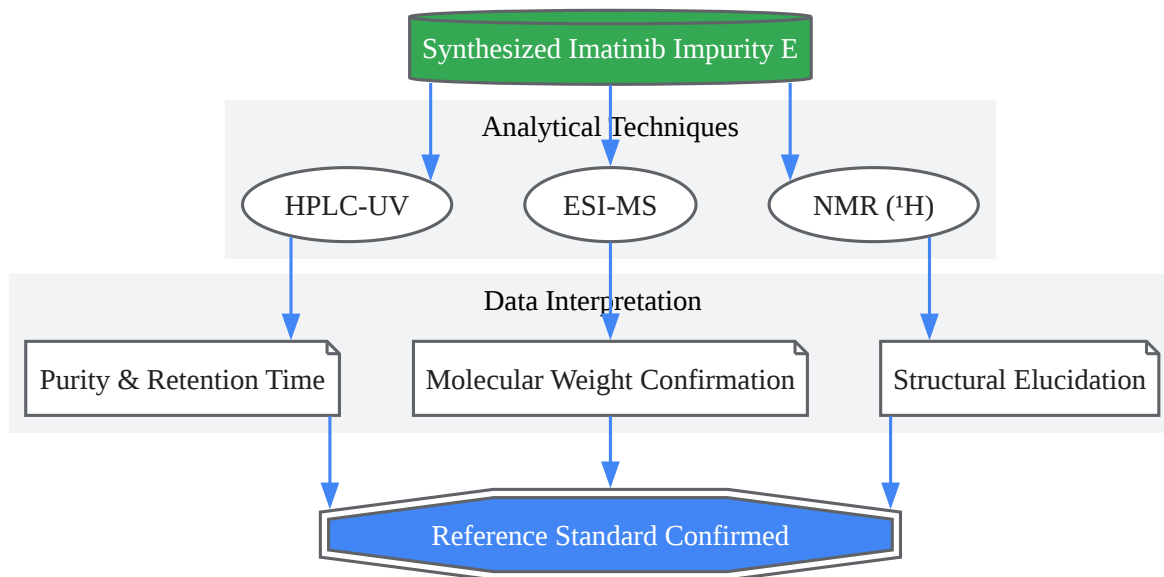 Synthesized Imatinib Impurity E
Analytical Techniques
HPLC-UV
ESI-MS
NMR (¹H)
Data Interpretation
Purity & Retention Time
Molecular Weight Confirmation
Structural Elucidation
Reference Standard Confirmed